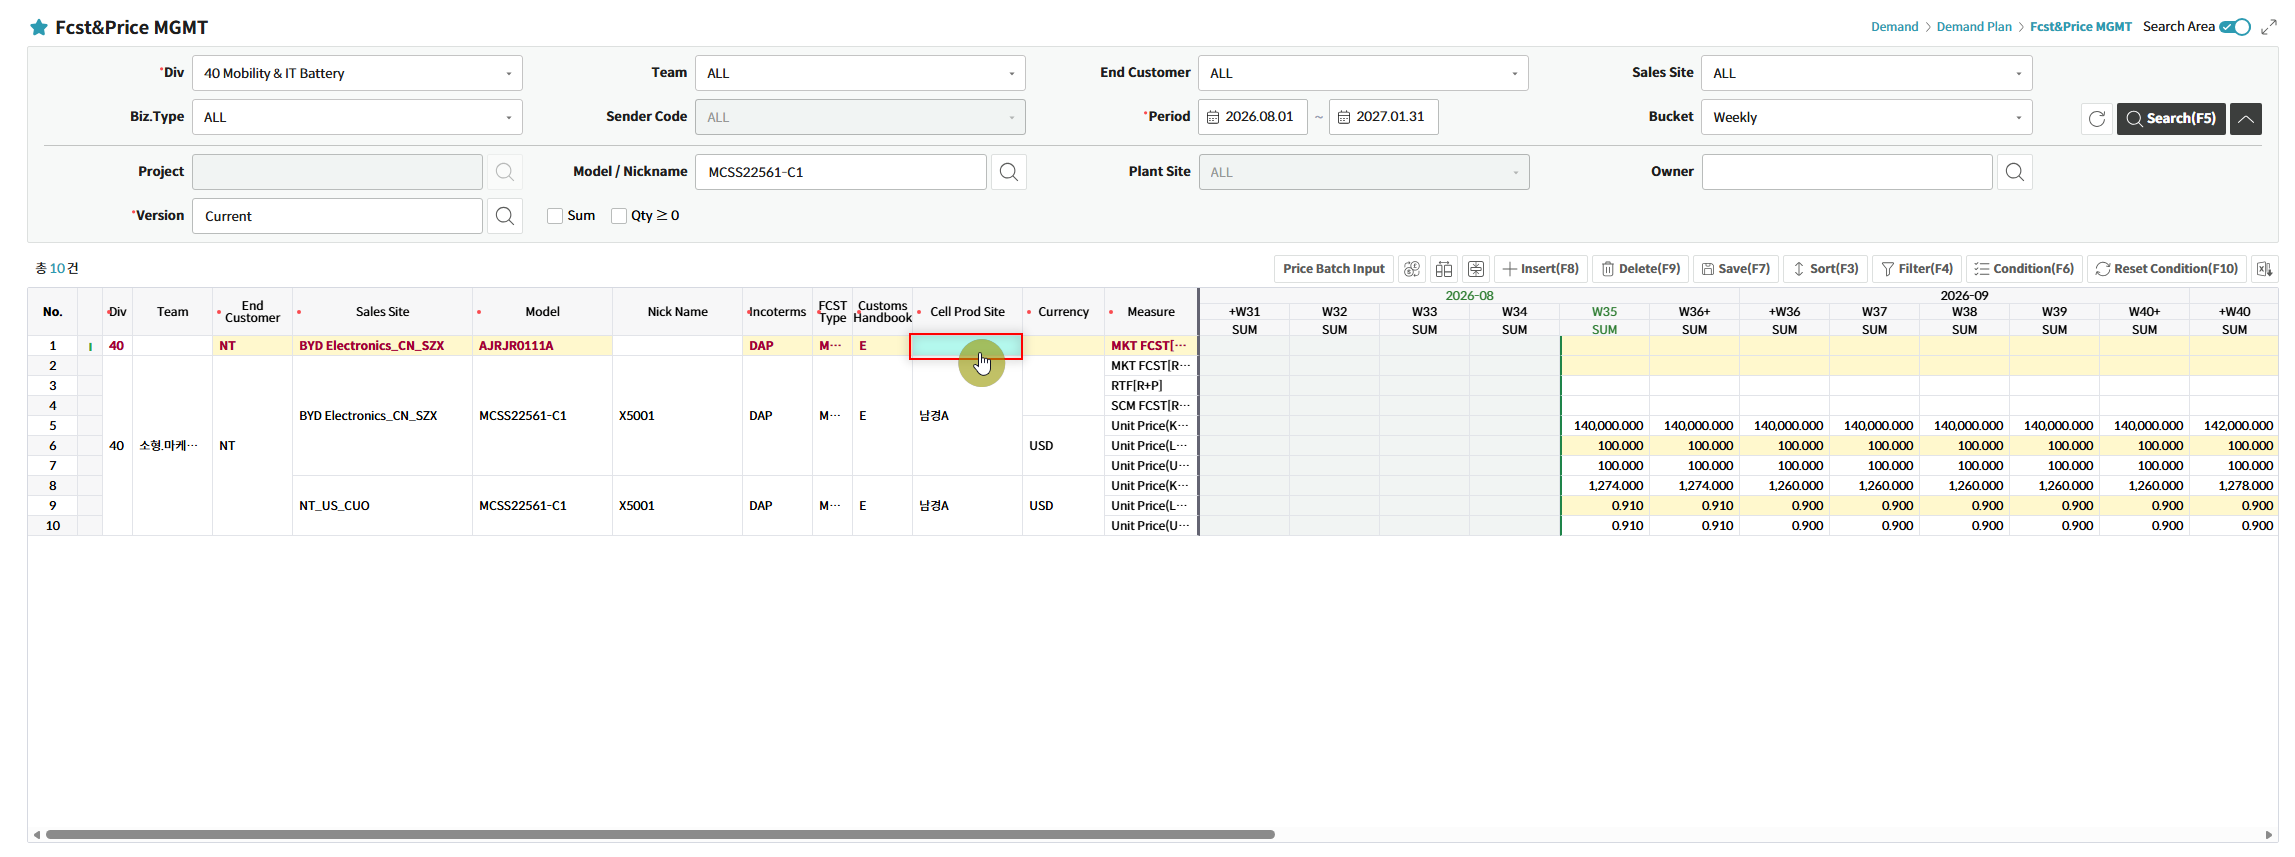 Fcst&Price MGMT
Demand > Demand Plan > Fcst&Price MGMT Search Area
*Div 40 Mobility & IT Battery Team ALL End Customer ALL Sales Site ALL
Biz.Type ALL Sender Code ALL *Period 2026.08.01 ~ 2027.01.31 Bucket Weekly Search(F5)
Project Model / Nickname MCSS22561-C1 Plant Site ALL Owner
*Version Current Sum Qty ≥ 0
총 10 건 Price Batch Input Insert(F8) Delete(F9) Save(F7) Sort(F3) Filter(F4) Condition(F6) Reset Condition(F10)
No. Div Team End Customer Sales Site Model Nick Name Incoterms FCST Type Customs Handbook Cell Prod Site Currency Measure
2026-08 2026-09
+W31 W32 W33 W34 W35 W36+ +W36 W37 W38 W39 W40+ +W40
SUM SUM SUM SUM SUM SUM SUM SUM SUM SUM SUM SUM
1 I 40 NT BYD Electronics_CN_SZX AJRJR0111A DAP M··· E MKT FCST[···
2 MKT FCST[R···
3 RTF[R+P]
4 SCM FCST[R···
BYD Electronics_CN_SZX MCSS22561-C1 X5001 DAP M··· E 남경A
5 Unit Price(K··· 140,000.000 140,000.000 140,000.000 140,000.000 140,000.000 140,000.000 140,000.000 142,000.000
6 40 소형.마케··· NT USD Unit Price(L··· 100.000 100.000 100.000 100.000 100.000 100.000 100.000 100.000
7 Unit Price(U··· 100.000 100.000 100.000 100.000 100.000 100.000 100.000 100.000
8 Unit Price(K··· 1,274.000 1,274.000 1,260.000 1,260.000 1,260.000 1,260.000 1,260.000 1,278.000
9 NT_US_CUO MCSS22561-C1 X5001 DAP M··· E 남경A USD Unit Price(L··· 0.910 0.910 0.900 0.900 0.900 0.900 0.900 0.900
10 Unit Price(U··· 0.910 0.910 0.900 0.900 0.900 0.900 0.900 0.900